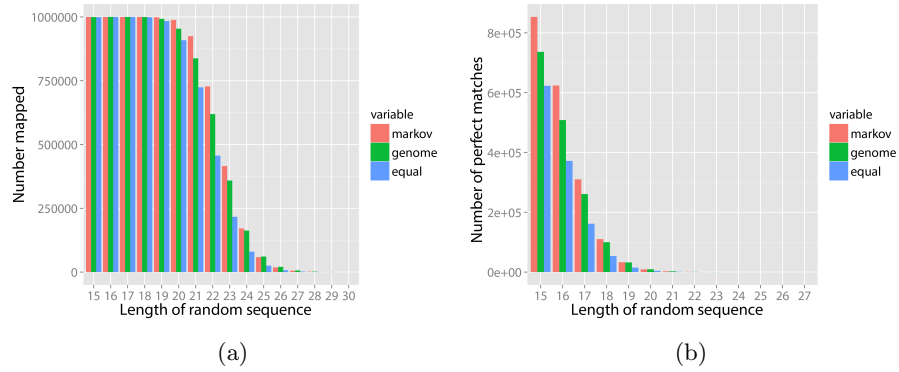 1000000
750000
500000
250000
0
Number mapped
15 16 17 18 19 20 21 22 23 24 25 26 27 28 29 30
Length of random sequence
variable
markov
genome
equal
(a)
8e+05
6e+05
4e+05
2e+05
0e+00
Number of perfect matches
15 16 17 18 19 20 21 22 23 24 25 26 27
Length of random sequence
variable
markov
genome
equal
(b)